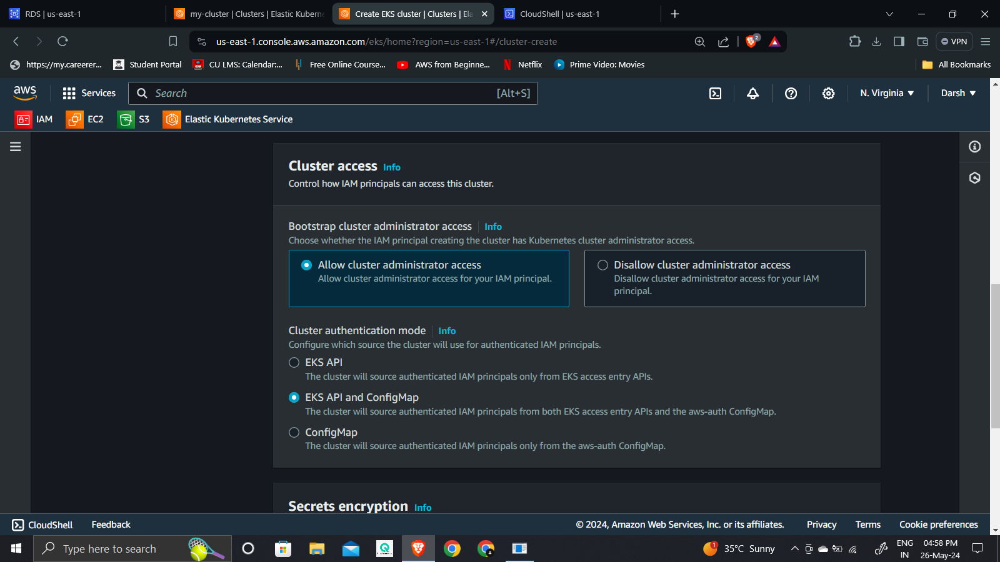 RDS | us-east-1
my-cluster | Clusters | Elastic Kuberne
Create EKS cluster | Clusters | Ela
CloudShell | us-east-1
us-east-1.console.aws.amazon.com/eks/home?region=us-east-1#/cluster-create
2
VPN
https://my.careerer...
Student Portal
CU LMS: Calendar:...
Free Online Course...
AWS from Beginne...
Netflix
Prime Video: Movies
All Bookmarks
aws
Services
Search
[Alt+S]
N. Virginia
Darsh
IAM
EC2
S3
Elastic Kubernetes Service
Cluster access Info
Control how IAM principals can access this cluster.
Bootstrap cluster administrator access Info
Choose whether the IAM principal creating the cluster has Kubernetes cluster administrator access.
Allow cluster administrator access
Allow cluster administrator access for your IAM principal.
Disallow cluster administrator access
Disallow cluster administrator access for your IAM
principal.
Cluster authentication mode Info
Configure which source the cluster will use for authenticated IAM principals.
EKS API
The cluster will source authenticated IAM principals only from EKS access entry APIs.
EKS API and ConfigMap
The cluster will source authenticated IAM principals from both EKS access entry APIs and the aws-auth ConfigMap.
ConfigMap
The cluster will source authenticated IAM principals only from the aws-auth ConfigMap.
Secrets encryption Info
CloudShell
Feedback
© 2024, Amazon Web Services, Inc. or its affiliates.
Privacy
Terms
Cookie preferences
Type here to search
1
35°C Sunny
ENG
IN
04:58 PM
26-May-24